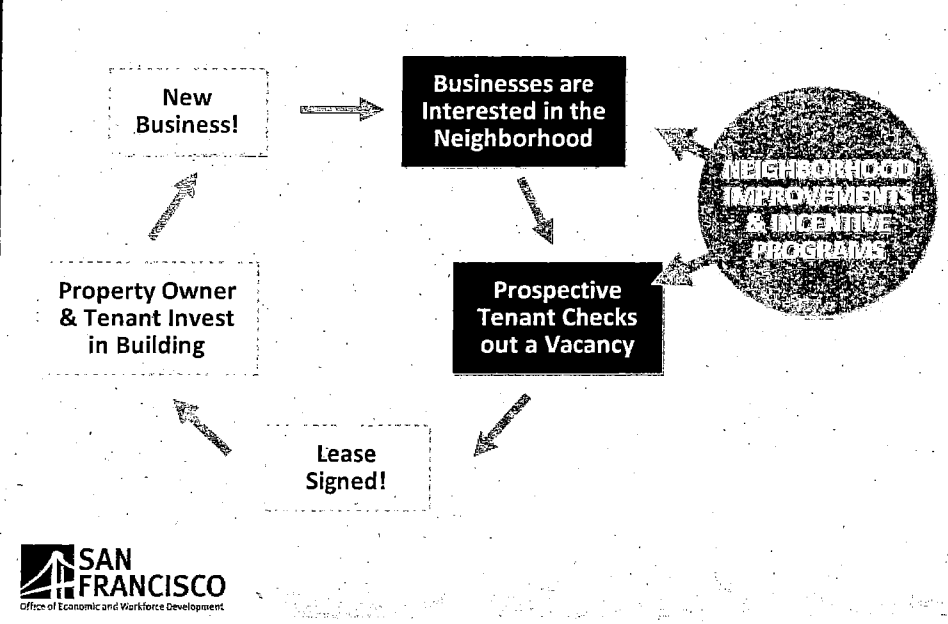 New
Business!
Businesses are
Interested in the
Neighborhood
NEIGHBORHOOD
IMPROVEMENTS
& INCENTIVE
PROGRAMS
Property Owner
& Tenant Invest
in Building
Prospective
Tenant Checks
out a Vacancy
Lease
Signed!
SAN
FRANCISCO
Office of Economic and Workforce Development